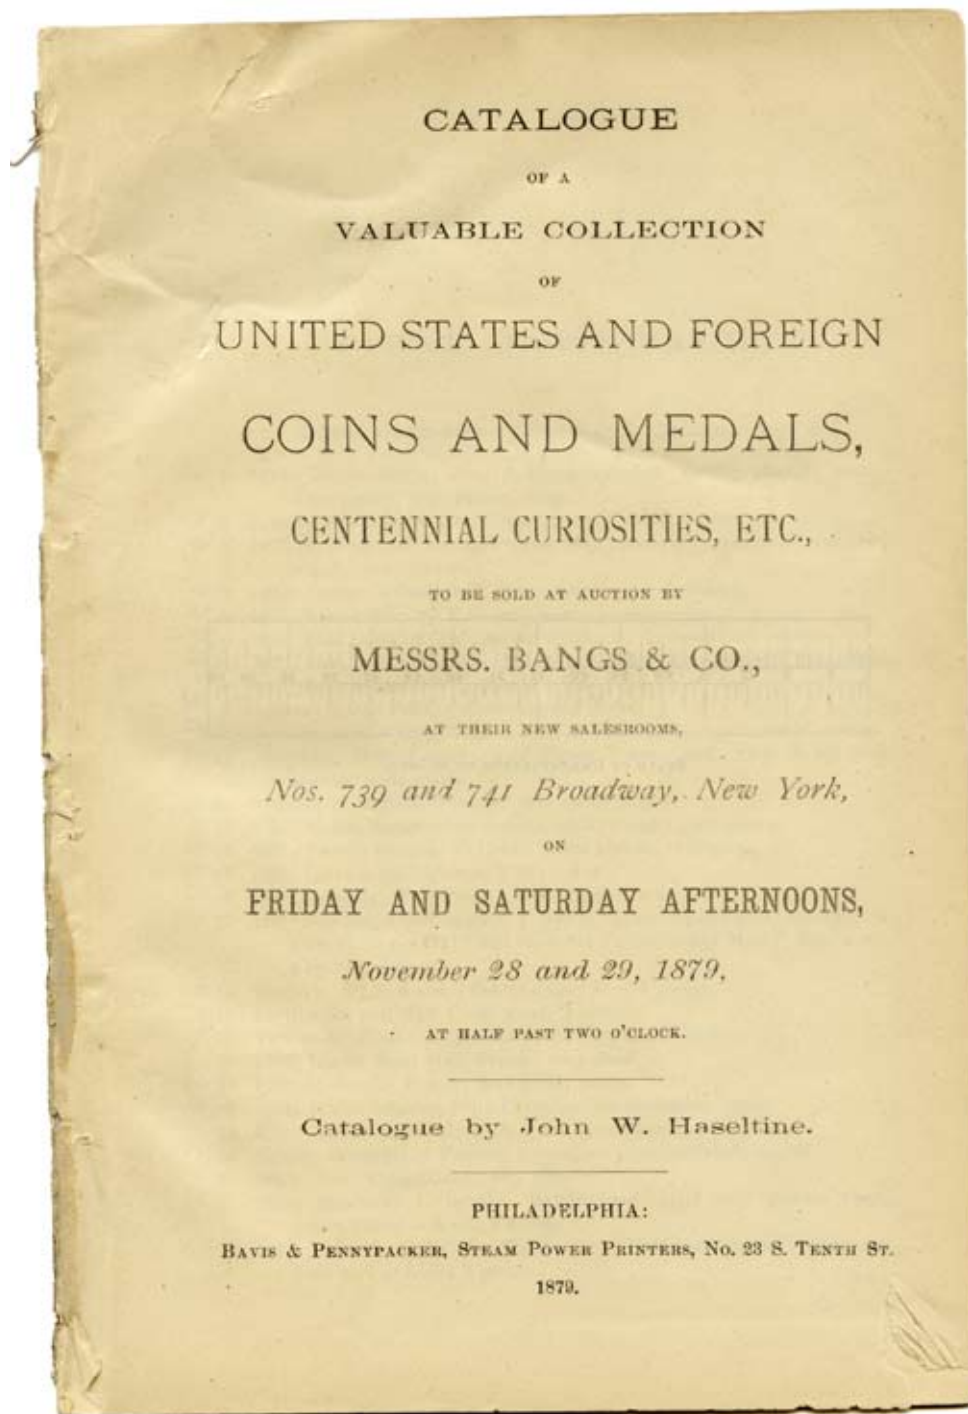 CATALOGUE
OF A
VALUABLE COLLECTION
OF
UNITED STATES AND FOREIGN
COINS AND MEDALS,
CENTENNIAL CURIOSITIES, ETC.,
TO BE SOLD AT AUCTION BY
MESSRS. BANGS & CO.,
AT THEIR NEW SALESROOMS,
Nos. 739 and 741 Broadway, New York,
ON
FRIDAY AND SATURDAY AFTERNOONS,
November 28 and 29, 1879,
AT HALF PAST TWO O'CLOCK.
Catalogue by John W. Haseltine.
PHILADELPHIA:
BAVIS & PENNYPACKER, STEAM POWER PRINTERS, NO. 23 S. TENTH ST.
1879.